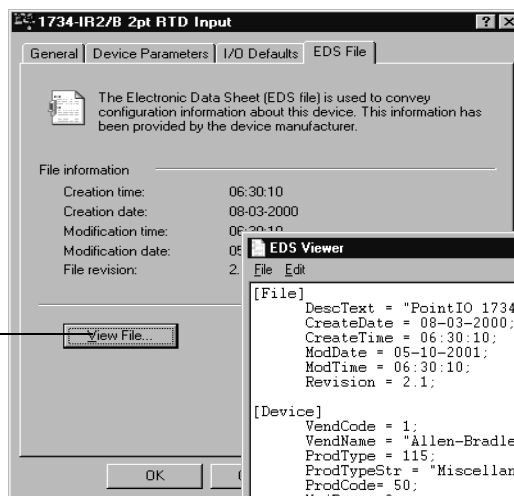 1734-IR2/B 2pt RTD Input
General Device Parameters I/O Defaults EDS File
The Electronic Data Sheet (EDS file) is used to convey
configuration information about this device. This information has
been provided by the device manufacturer.
File information
Creation time: 06:30:10
Creation date: 08-03-2000
Modification time:
Modification date:
File revision: 2.
View File...
OK
EDS Viewer
File Edit
[File]
DescText = "PointIO 1734
CreateDate = 08-03-2000;
CreateTime = 06:30:10;
ModDate = 05-10-2001;
ModTime = 06:30:10;
Revision = 2.1;
[Device]
VendCode = 1;
VendName = "Allen-Bradle
ProdType = 115;
ProdTypeStr = "Miscellan
ProdCode= 50;